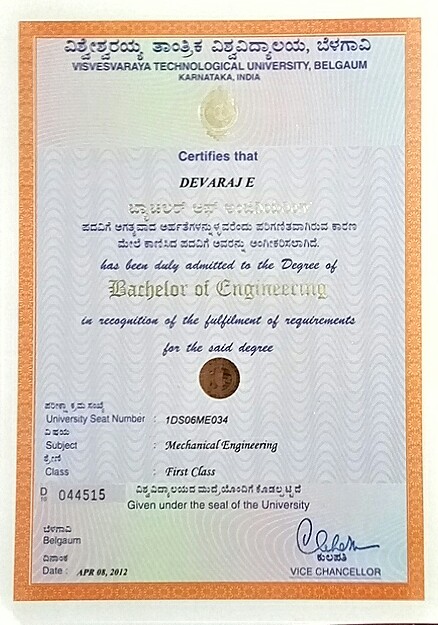 ವಿಶ್ವೇಶ್ವರಯ್ಯ ತಾಂತ್ರಿಕ ವಿಶ್ವವಿದ್ಯಾಲಯ, ಬೆಳಗಾವಿ
VISVESVARAYA TECHNOLOGICAL UNIVERSITY, BELGAUM
KARNATAKA, INDIA
Certifies that
DEVARAJ E
ಬ್ಯಾಚಲರ್ ಆಫ್ ಇಂಜಿನಿಯರಿಂಗ್
ಪದವಿಗೆ ಅಗತ್ಯವಾದ ಅರ್ಹತೆಗಳನ್ನುಳ್ಳವರೆಂದು ಪರಿಗಣಿತವಾಗಿರುವ ಕಾರಣ
ಮೇಲೆ ಕಾಣಿಸಿದ ಪದವಿಗೆ ಅವರನ್ನು ಅಂಗೀಕರಿಸಲಾಗಿದೆ.
has been duly admitted to the Degree of
Bachelor of Engineering
in recognition of the fulfilment of requirements
for the said degree
ಪರೀಕ್ಷಾ ಕ್ರಮ ಸಂಖ್ಯೆ
University Seat Number : 1DS06ME034
ವಿಷಯ
Subject : Mechanical Engineering
ಶ್ರೇಣಿ
Class : First Class
D 10 044515 ವಿಶ್ವವಿದ್ಯಾಲಯದ ಮುದ್ರೆಯೊಂದಿಗೆ ಕೊಡಲ್ಪಟ್ಟಿದೆ
Given under the seal of the University
ಬೆಳಗಾವಿ
Belgaum
ಕುಲಪತಿ
ದಿನಾಂಕ
Date : APR 08, 2012 VICE CHANCELLOR